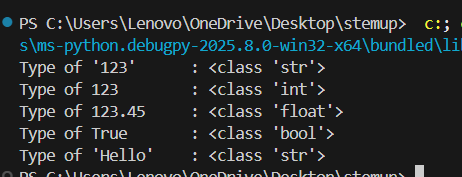 PS C:\Users\Lenovo\OneDrive\Desktop\stemup> c:;
s\ms-python.debugpy-2025.8.0-win32-x64\bundled\li
Type of '123'     : <class 'str'>
Type of 123       : <class 'int'>
Type of 123.45    : <class 'float'>
Type of True      : <class 'bool'>
Type of 'Hello'   : <class 'str'>
PS C:\Users\Lenovo\OneDrive\Desktop\stemup>